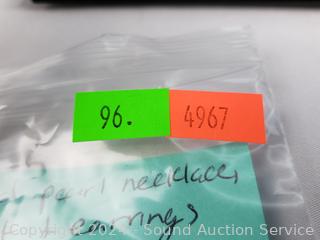 96.
4967
pearl necklace,
earrings
Copyright 2024 - Sound Auction Service